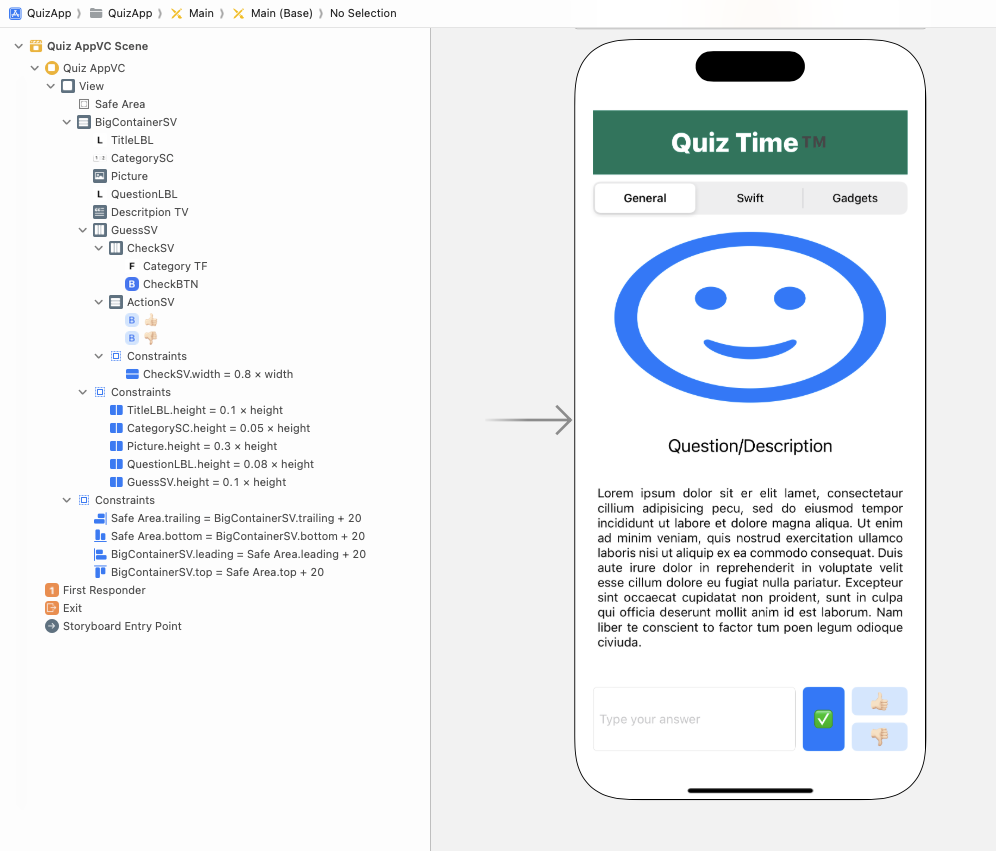 QuizApp 〉 QuizApp 〉 Main 〉 Main (Base) 〉 No Selection
Quiz AppVC Scene
Quiz AppVC
View
Safe Area
BigContainerSV
L TitleLBL
CategorySC
Picture
L QuestionLBL
Descritpion TV
GuessSV
CheckSV
F Category TF
B CheckBTN
ActionSV
B 👍🏻
B 👎🏻
Constraints
CheckSV.width = 0.8 × width
Constraints
TitleLBL.height = 0.1 × height
CategorySC.height = 0.05 × height
Picture.height = 0.3 × height
QuestionLBL.height = 0.08 × height
GuessSV.height = 0.1 × height
Constraints
Safe Area.trailing = BigContainerSV.trailing + 20
Safe Area.bottom = BigContainerSV.bottom + 20
BigContainerSV.leading = Safe Area.leading + 20
BigContainerSV.top = Safe Area.top + 20
1 First Responder
Exit
Storyboard Entry Point
Quiz Time™️
General Swift Gadgets
Question/Description
Lorem ipsum dolor sit er elit lamet, consectetaur
cillium adipisicing pecu, sed do eiusmod tempor
incididunt ut labore et dolore magna aliqua. Ut enim
ad minim veniam, quis nostrud exercitation ullamco
laboris nisi ut aliquip ex ea commodo consequat. Duis
aute irure dolor in reprehenderit in voluptate velit
esse cillum dolore eu fugiat nulla pariatur. Excepteur
sint occaecat cupidatat non proident, sunt in culpa
qui officia deserunt mollit anim id est laborum. Nam
liber te conscient to factor tum poen legum odioque
civiuda.
Type your answer